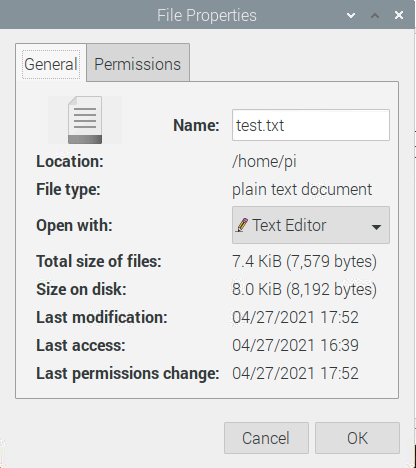 File Properties
General Permissions
Name: test.txt
Location: /home/pi
File type: plain text document
Open with: Text Editor
Total size of files: 7.4 KiB (7,579 bytes)
Size on disk: 8.0 KiB (8,192 bytes)
Last modification: 04/27/2021 17:52
Last access: 04/27/2021 16:39
Last permissions change: 04/27/2021 17:52
Cancel OK